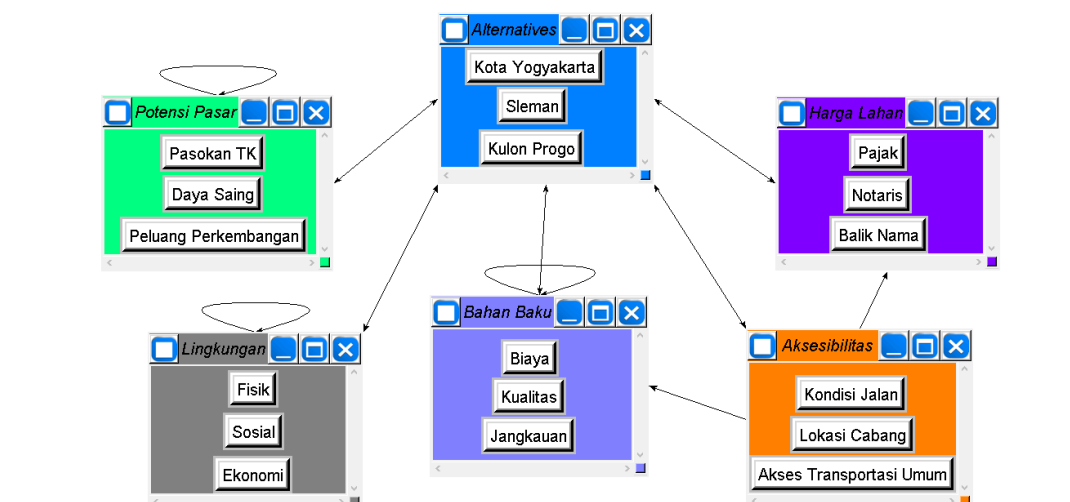 Alternatives
Kota Yogyakarta
Sleman
Kulon Progo
Potensi Pasar
Pasokan TK
Daya Saing
Peluang Perkembangan
Harga Lahan
Pajak
Notaris
Balik Nama
Lingkungan
Fisik
Sosial
Ekonomi
Bahan Baku
Biaya
Kualitas
Jangkauan
Aksesibilitas
Kondisi Jalan
Lokasi Cabang
Akses Transportasi Umum